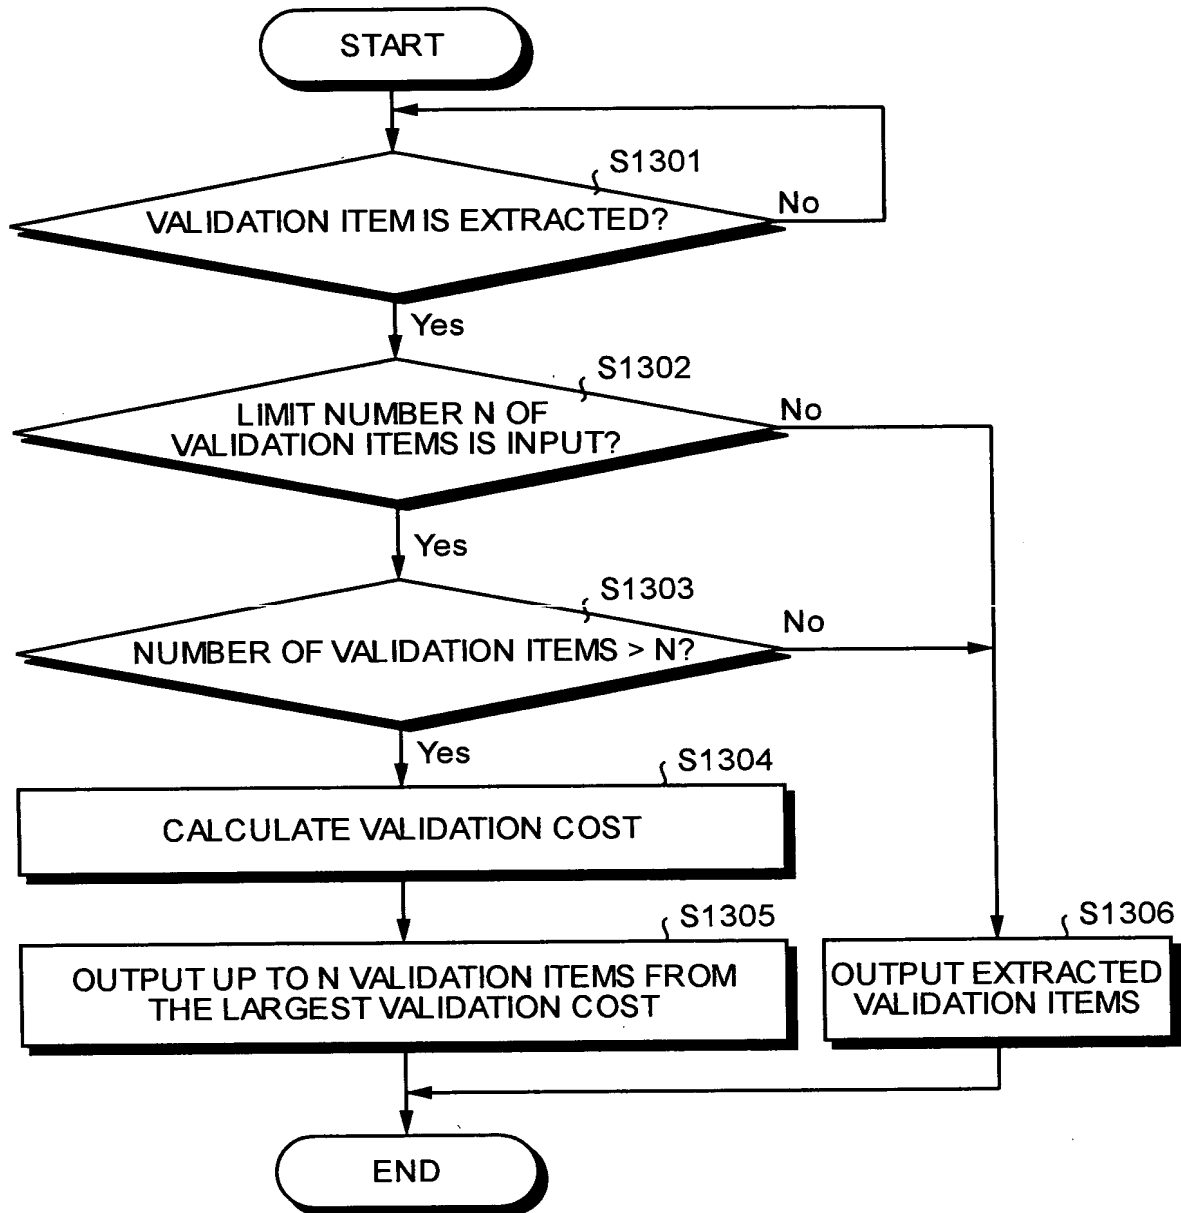 START
S1301
VALIDATION ITEM IS EXTRACTED?
No
Yes
S1302
LIMIT NUMBER N OF
VALIDATION ITEMS IS INPUT?
No
Yes
S1303
NUMBER OF VALIDATION ITEMS > N?
No
Yes
S1304
CALCULATE VALIDATION COST
S1305
OUTPUT UP TO N VALIDATION ITEMS FROM
THE LARGEST VALIDATION COST
S1306
OUTPUT EXTRACTED
VALIDATION ITEMS
END